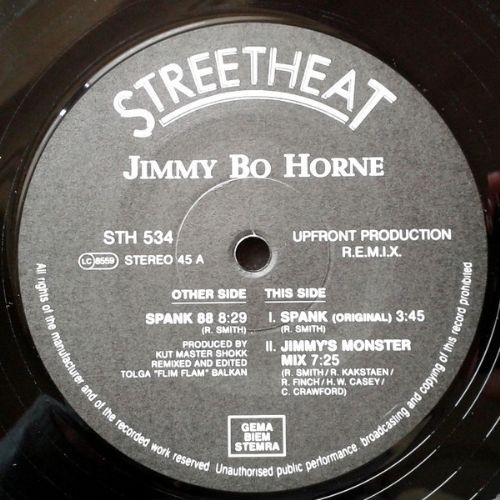 STREETHEAT
JIMMY BO HORNE
STH 534
LC 8559 STEREO 45 A
UPFRONT PRODUCTION
R.E.M.I.X.
OTHER SIDE
SPANK 88 8:29
(R. SMITH)
PRODUCED BY
KUT MASTER SHOKK
REMIXED AND EDITED
TOLGA "FLIM FLAM" BALKAN
THIS SIDE
I. SPANK (ORIGINAL) 3:45
(R. SMITH)
II. JIMMY'S MONSTER
MIX 7:25
(R. SMITH / R. KAKSTAEN /
R. FINCH / H.W. CASEY /
C. CRAWFORD)
GEMA
BIEM
STEMRA
All rights of the manufacturer and of the recorded work reserved. Unauthorised public performance, broadcasting and copying of this record prohibited